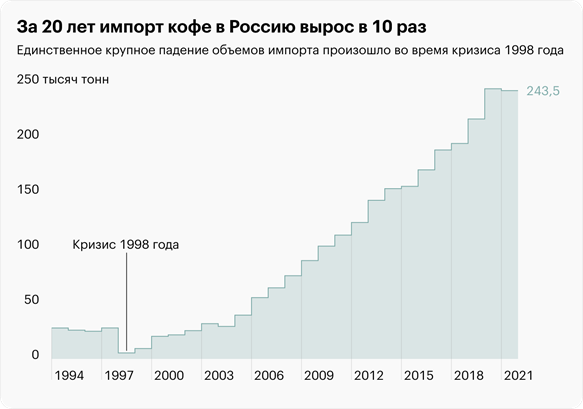 За 20 лет импорт кофе в Россию вырос в 10 раз
Единственное крупное падение объемов импорта произошло во время кризиса 1998 года
250 тысяч тонн
243,5
200
150
100
Кризис 1998 года
50
0
1994 1997 2000 2003 2006 2009 2012 2015 2018 2021